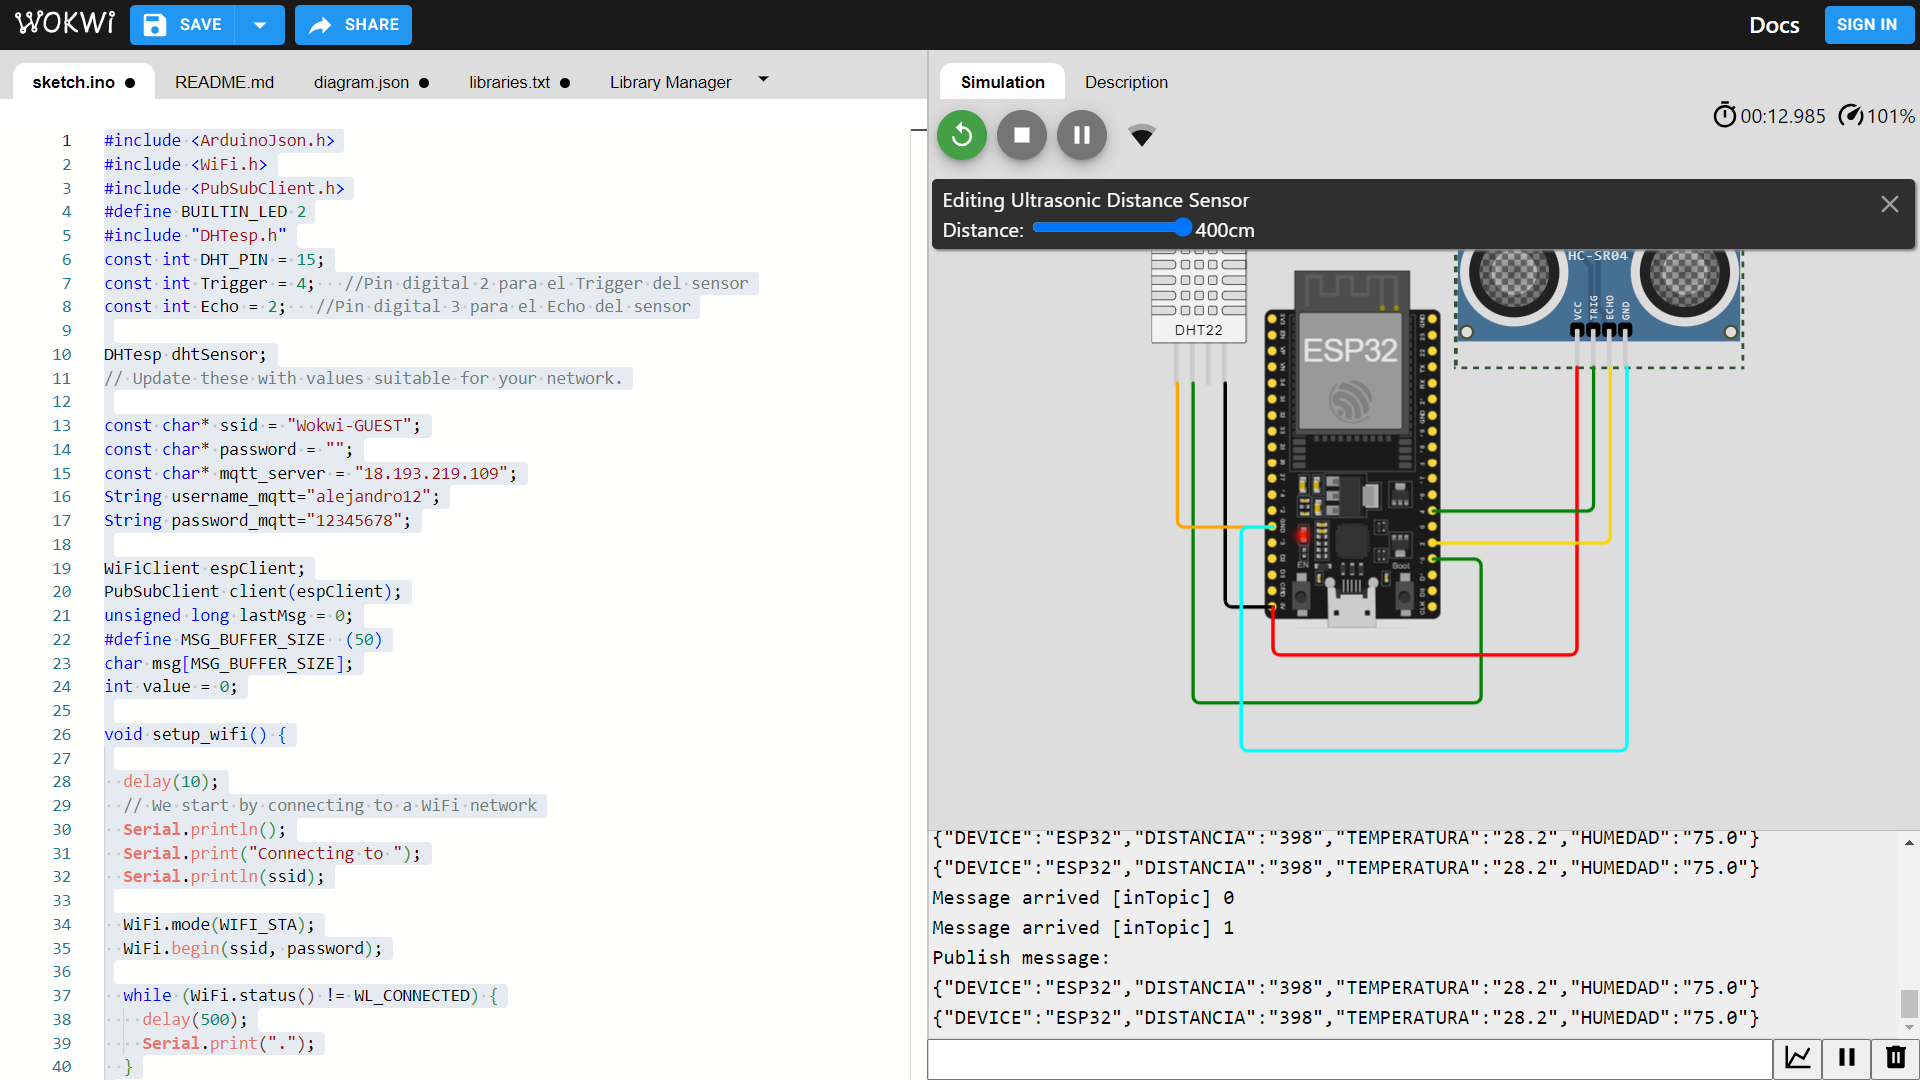 WOKWi
SAVE
SHARE
Docs
SIGN IN
sketch.ino ●
README.md
diagram.json ●
libraries.txt ●
Library Manager
Simulation
Description
00:12.985
101%
1 #include <ArduinoJson.h>
2 #include <WiFi.h>
3 #include <PubSubClient.h>
4 #define BUILTIN_LED 2
5 #include "DHTesp.h"
6 const int DHT_PIN = 15;
7 const int Trigger = 4;   //Pin digital 2 para el Trigger del sensor
8 const int Echo = 2;   //Pin digital 3 para el Echo del sensor
9
10 DHTesp dhtSensor;
11 // Update these with values suitable for your network.
12
13 const char* ssid = "Wokwi-GUEST";
14 const char* password = "";
15 const char* mqtt_server = "18.193.219.109";
16 String username_mqtt="alejandro12";
17 String password_mqtt="12345678";
18
19 WiFiClient espClient;
20 PubSubClient client(espClient);
21 unsigned long lastMsg = 0;
22 #define MSG_BUFFER_SIZE  (50)
23 char msg[MSG_BUFFER_SIZE];
24 int value = 0;
25
26 void setup_wifi() {
27
28   delay(10);
29   // We start by connecting to a WiFi network
30   Serial.println();
31   Serial.print("Connecting to ");
32   Serial.println(ssid);
33
34   WiFi.mode(WIFI_STA);
35   WiFi.begin(ssid, password);
36
37   while (WiFi.status() != WL_CONNECTED) {
38     delay(500);
39     Serial.print(".");
40   }
Editing Ultrasonic Distance Sensor
Distance: 400cm
HC-SR04
VCC
TRIG
ECHO
GND
DHT22
ESP32
EN
Boot
{"DEVICE":"ESP32","DISTANCIA":"398","TEMPERATURA":"28.2","HUMEDAD":"75.0"}
{"DEVICE":"ESP32","DISTANCIA":"398","TEMPERATURA":"28.2","HUMEDAD":"75.0"}
Message arrived [inTopic] 0
Message arrived [inTopic] 1
Publish message:
{"DEVICE":"ESP32","DISTANCIA":"398","TEMPERATURA":"28.2","HUMEDAD":"75.0"}
{"DEVICE":"ESP32","DISTANCIA":"398","TEMPERATURA":"28.2","HUMEDAD":"75.0"}